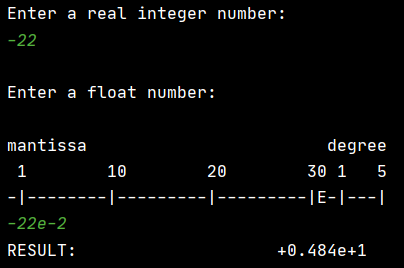 Enter a real integer number:
-22
Enter a float number:
mantissa                        degree
 1        10        20        30 1   5
-|--------|---------|---------|E-|---|
-22e-2
RESULT:                    +0.484e+1